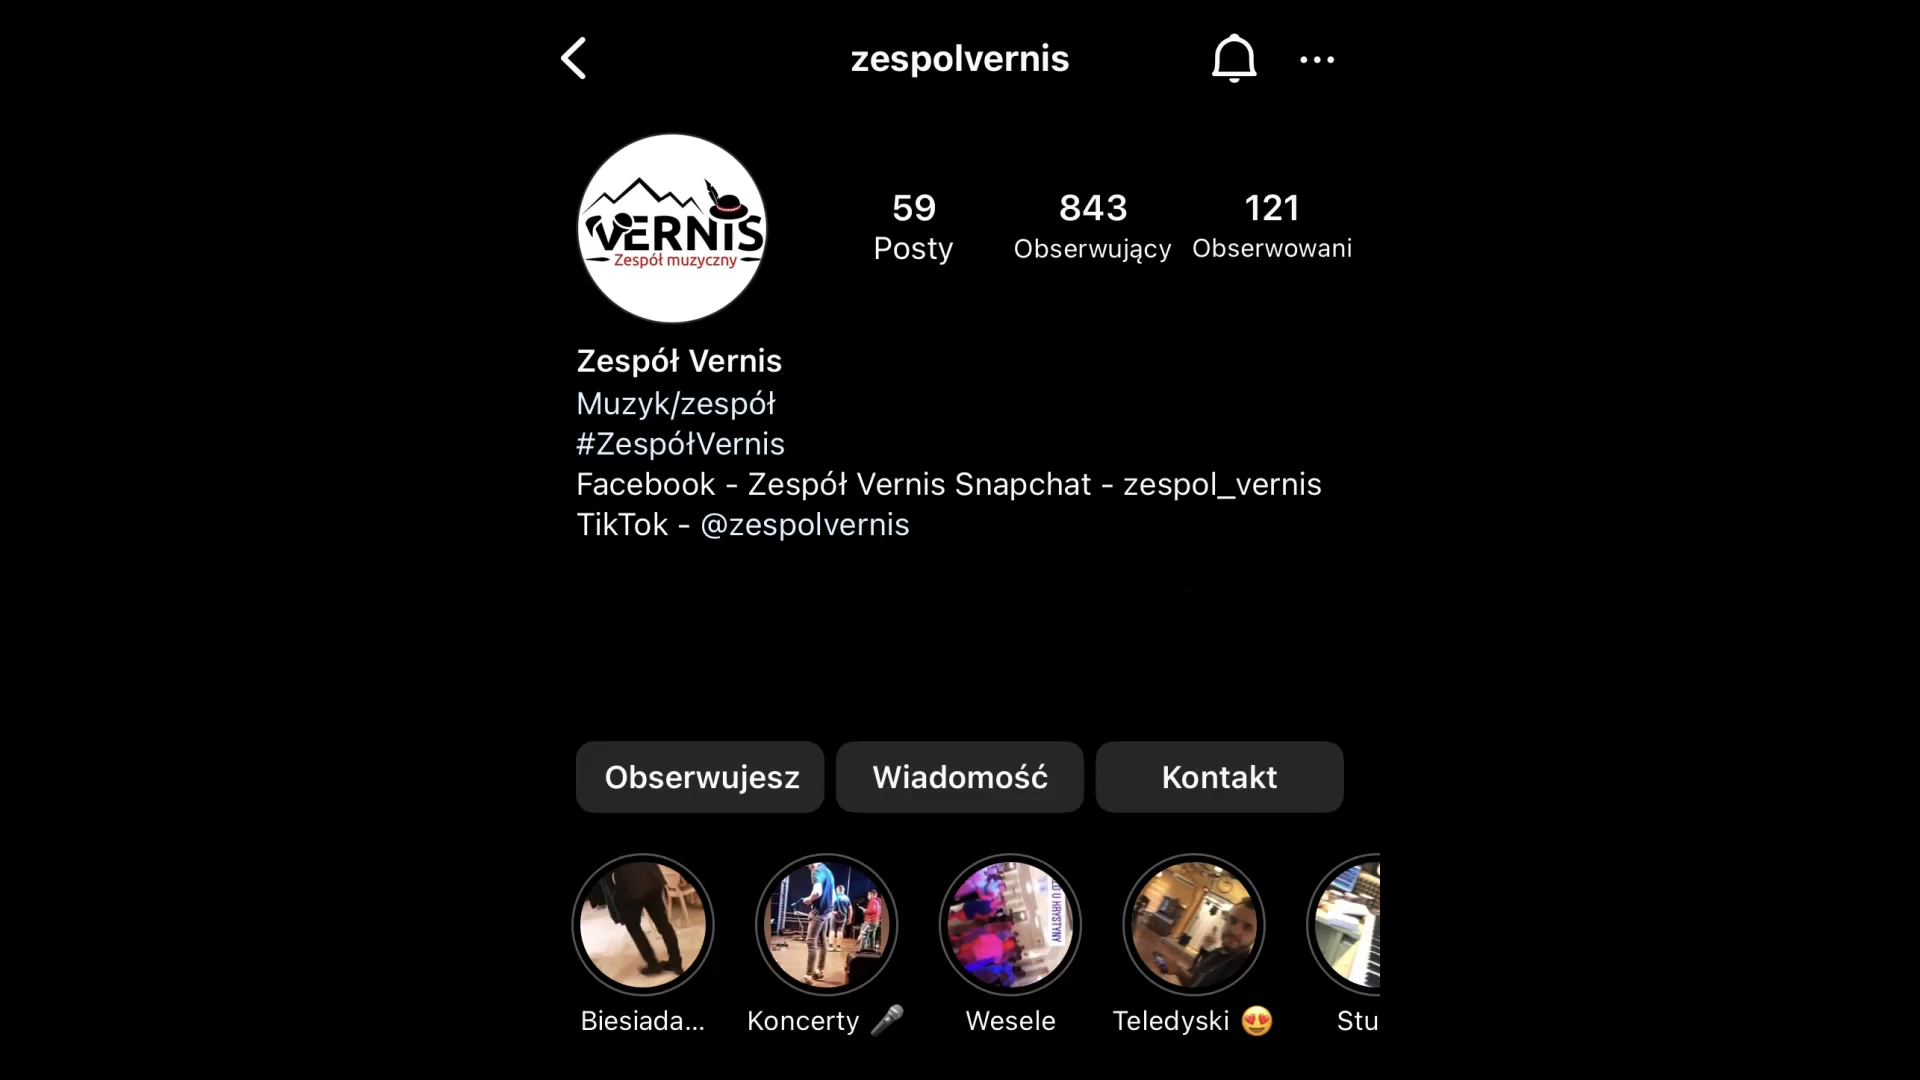 zespolvernis
VERNIS
Zespół muzyczny
59
Posty
843
Obserwujący
121
Obserwowani
Zespół Vernis
Muzyk/zespół
#ZespółVernis
Facebook - Zespół Vernis Snapchat - zespol_vernis
TikTok - @zespolvernis
Obserwujesz
Wiadomość
Kontakt
U KRYSTYNY
Biesiada...
Koncerty 🎤
Wesele
Teledyski 😍
Stu